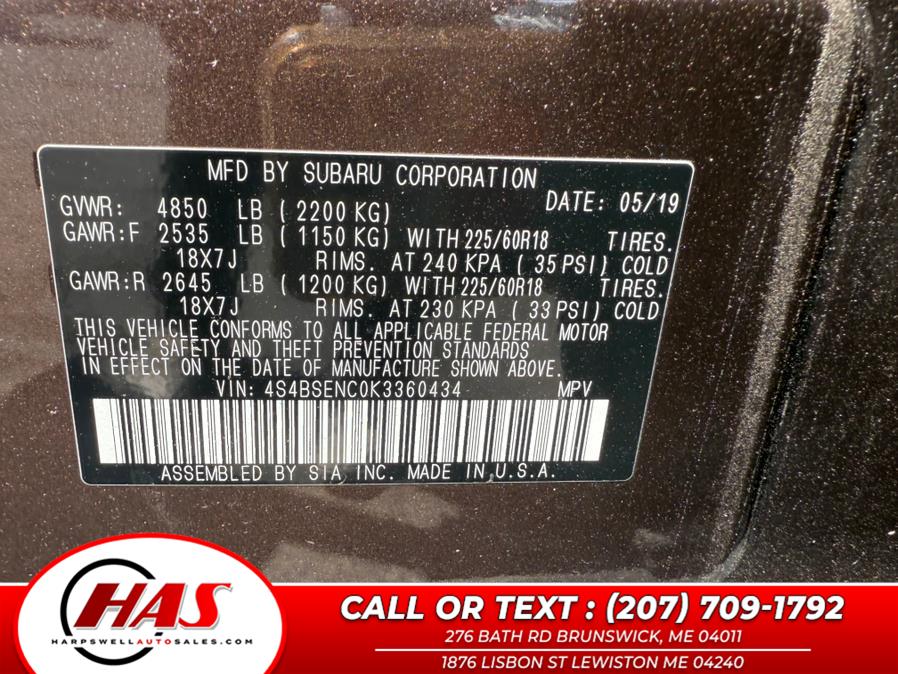 MFD BY SUBARU CORPORATION
GVWR: 4850 LB ( 2200 KG) DATE: 05/19
GAWR:F 2535 LB ( 1150 KG) WITH 225/60R18 TIRES.
18X7J RIMS. AT 240 KPA ( 35 PSI) COLD
GAWR:R 2645 LB ( 1200 KG) WITH 225/60R18 TIRES.
18X7J RIMS. AT 230 KPA ( 33 PSI) COLD
THIS VEHICLE CONFORMS TO ALL APPLICABLE FEDERAL MOTOR
VEHICLE SAFETY AND THEFT PREVENTION STANDARDS
IN EFFECT ON THE DATE OF MANUFACTURE SHOWN ABOVE.
VIN: 4S4BSENC0K3360434 MPV
ASSEMBLED BY SIA INC. MADE IN U.S.A.
HAS
HARPSWELLAUTOSALES.COM
CALL OR TEXT : (207) 709-1792
276 BATH RD BRUNSWICK, ME 04011
1876 LISBON ST LEWISTON ME 04240